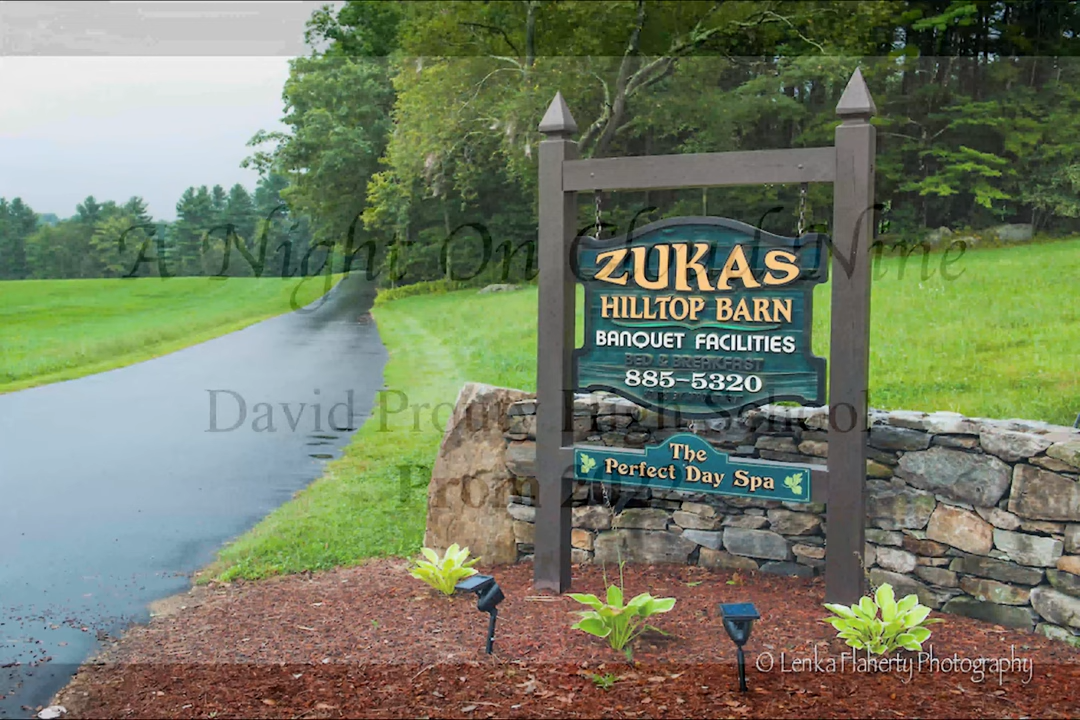 A Night On Cloud Nine
ZUKAS
HILLTOP BARN
BANQUET FACILITIES
BED & BREAKFAST
885-5320
David Prouty High School
The
Perfect Day Spa
Prom
© Lenka Flaherty Photography